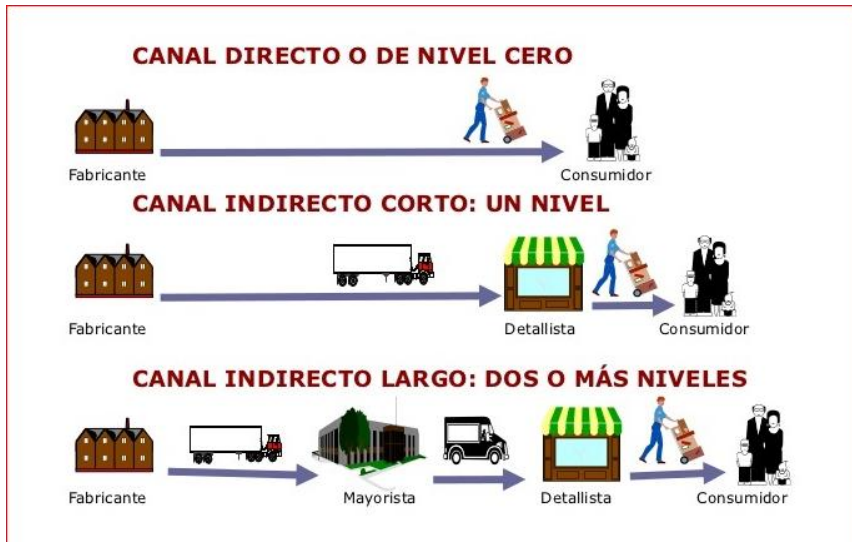 CANAL DIRECTO O DE NIVEL CERO
Fabricante
Consumidor
CANAL INDIRECTO CORTO: UN NIVEL
Fabricante
Detallista
Consumidor
CANAL INDIRECTO LARGO: DOS O MÁS NIVELES
Fabricante
Mayorista
Detallista
Consumidor